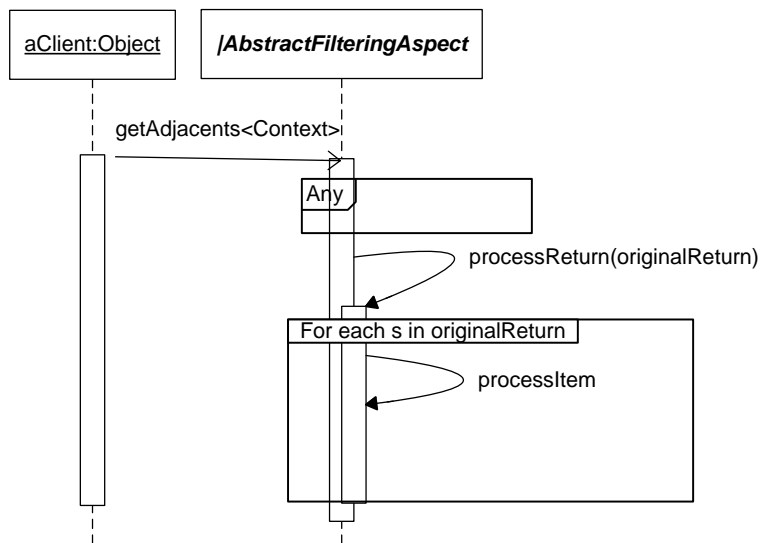 aClient:Object
|AbstractFilteringAspect
getAdjacents<Context>
Any
processReturn(originalReturn)
For each s in originalReturn
processItem